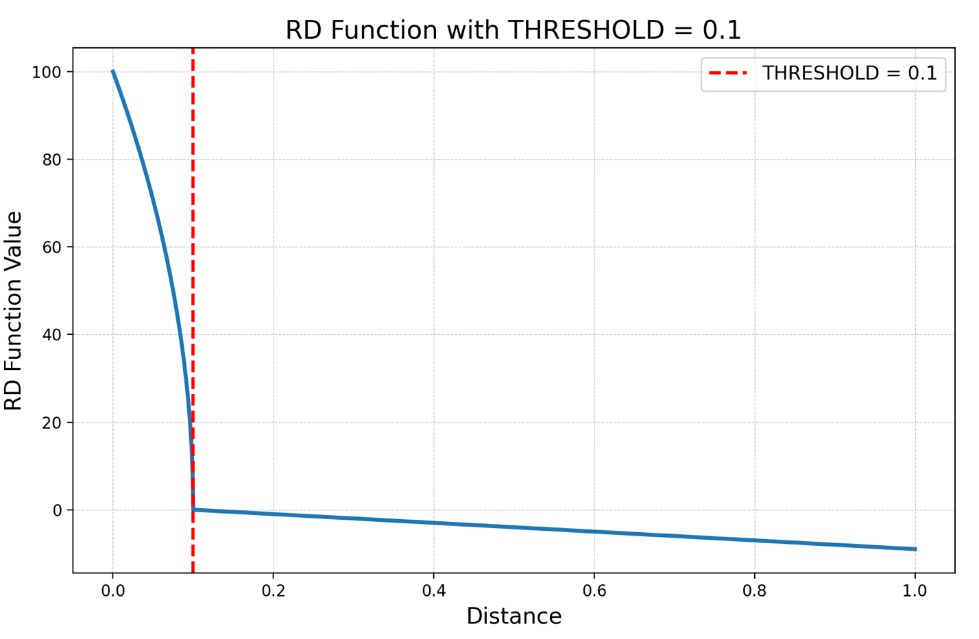 RD Function with THRESHOLD = 0.1
THRESHOLD = 0.1
RD Function Value
100
80
60
40
20
0
0.0 0.2 0.4 0.6 0.8 1.0
Distance